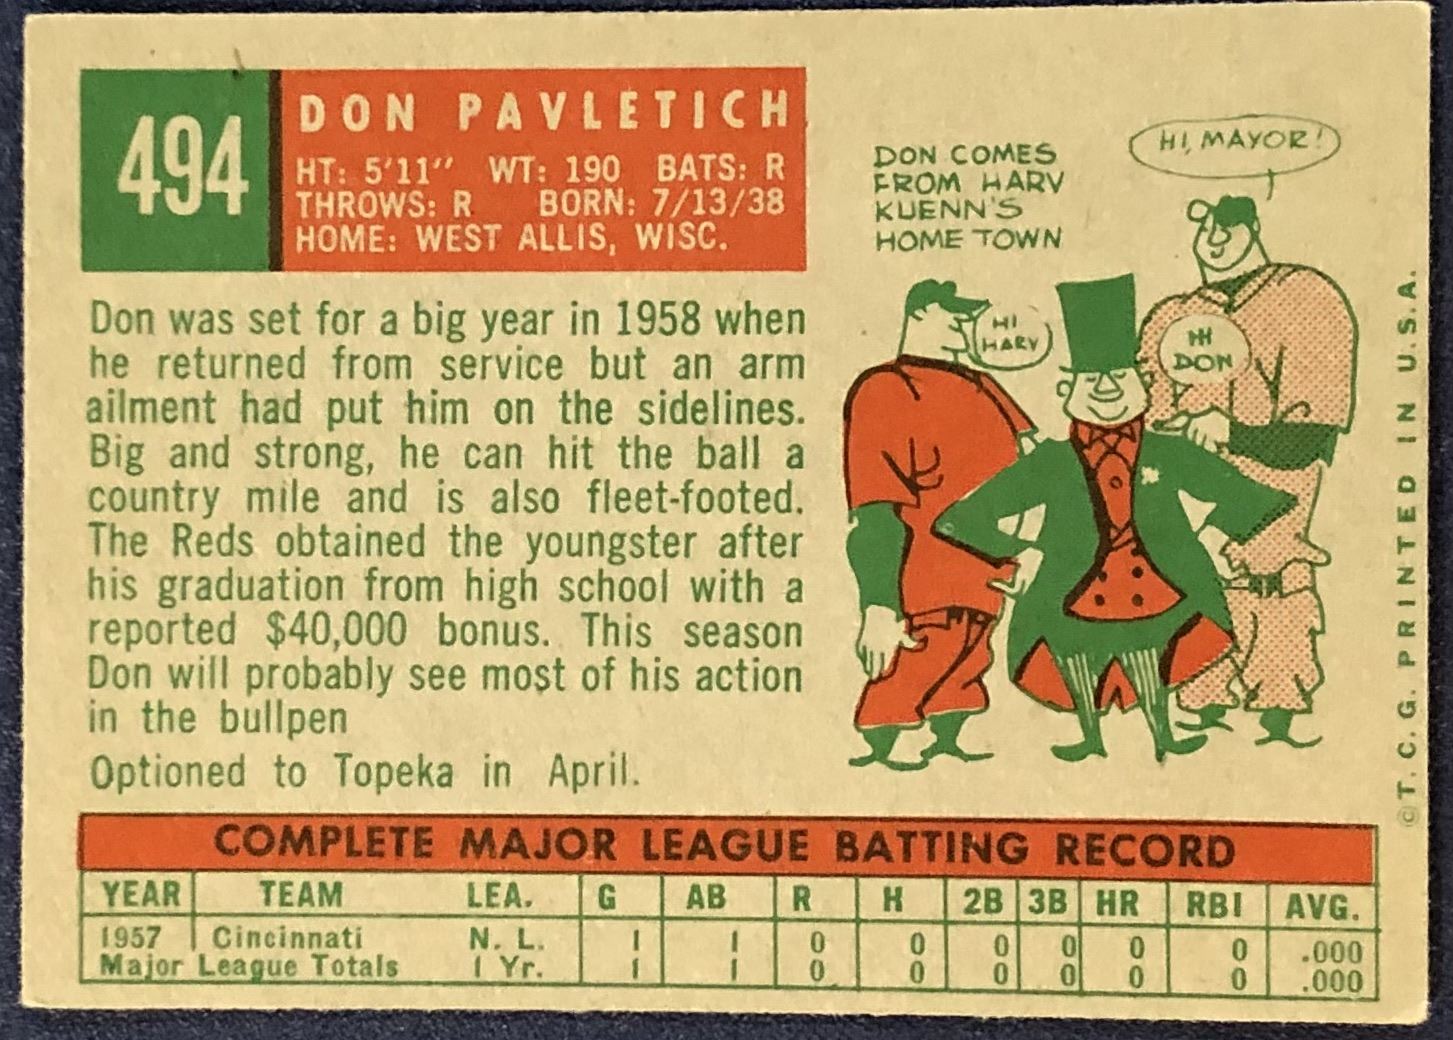 494
DON PAVLETICH
HT: 5'11" WT: 190 BATS: R
THROWS: R BORN: 7/13/38
HOME: WEST ALLIS, WISC.
Don was set for a big year in 1958 when
he returned from service but an arm
ailment had put him on the sidelines.
Big and strong, he can hit the ball a
country mile and is also fleet-footed.
The Reds obtained the youngster after
his graduation from high school with a
reported $40,000 bonus. This season
Don will probably see most of his action
in the bullpen
Optioned to Topeka in April.
DON COMES
FROM HARV
KUENN'S
HOME TOWN
HI, MAYOR!
HI
HARV
HI
DON
©T.C.G. PRINTED IN U.S.A.
COMPLETE MAJOR LEAGUE BATTING RECORD
YEAR TEAM LEA. G AB R H 2B 3B HR RBI AVG.
1957 Cincinnati N. L. 1 1 0 0 0 0 0 0 .000
Major League Totals 1 Yr. 1 1 0 0 0 0 0 0 .000